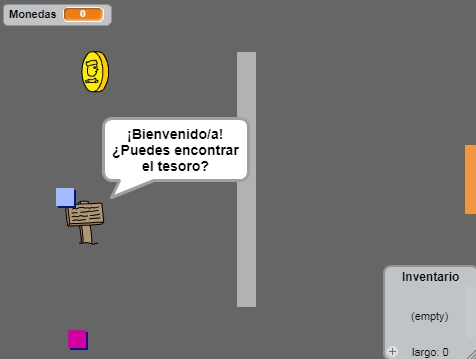 Monedas 0
¡Bienvenido/a!
¿Puedes encontrar
el tesoro?
Inventario
(empty)
+ largo: 0